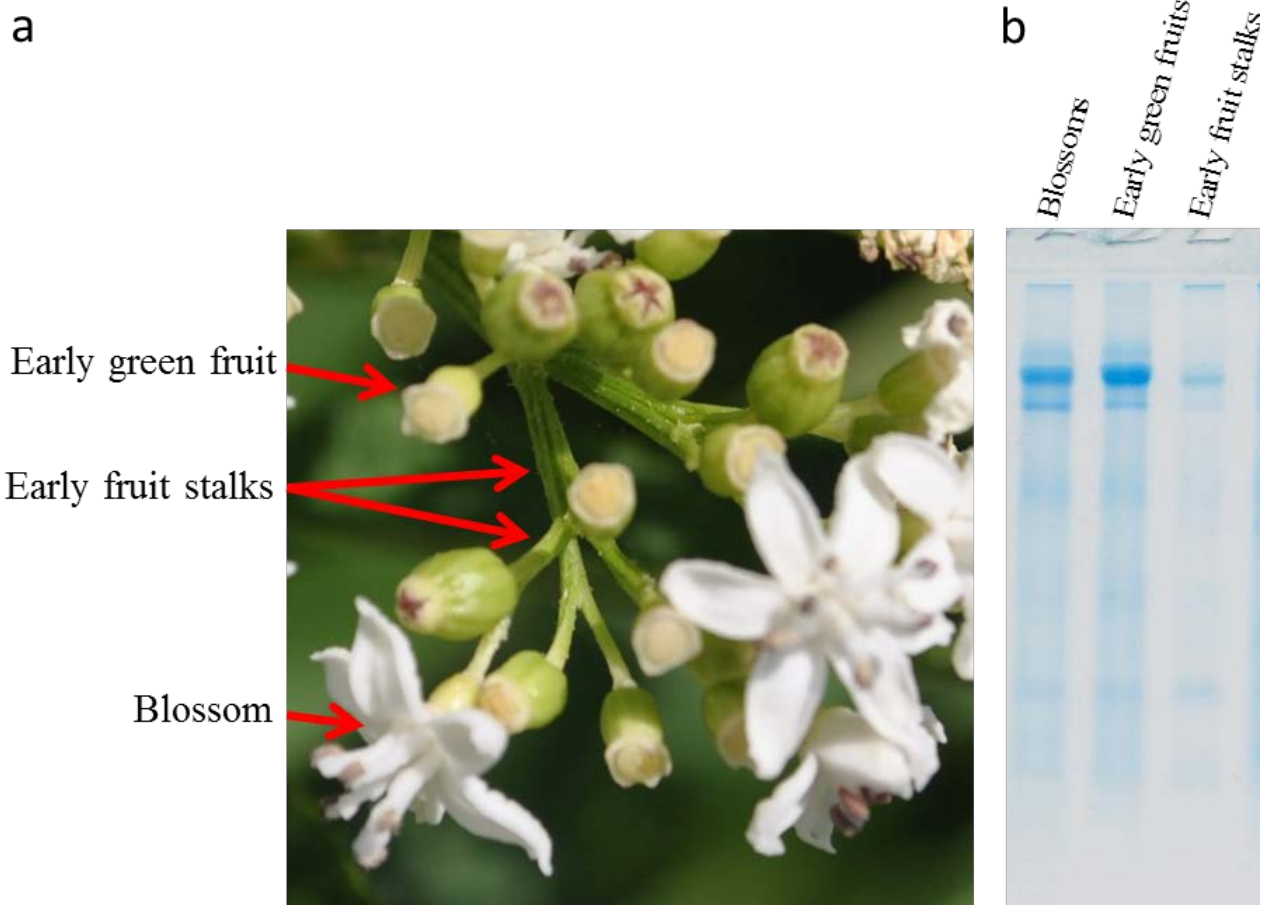 a
b
Blossoms
Early green fruits
Early fruit stalks
Early green fruit
Early fruit stalks
Blossom